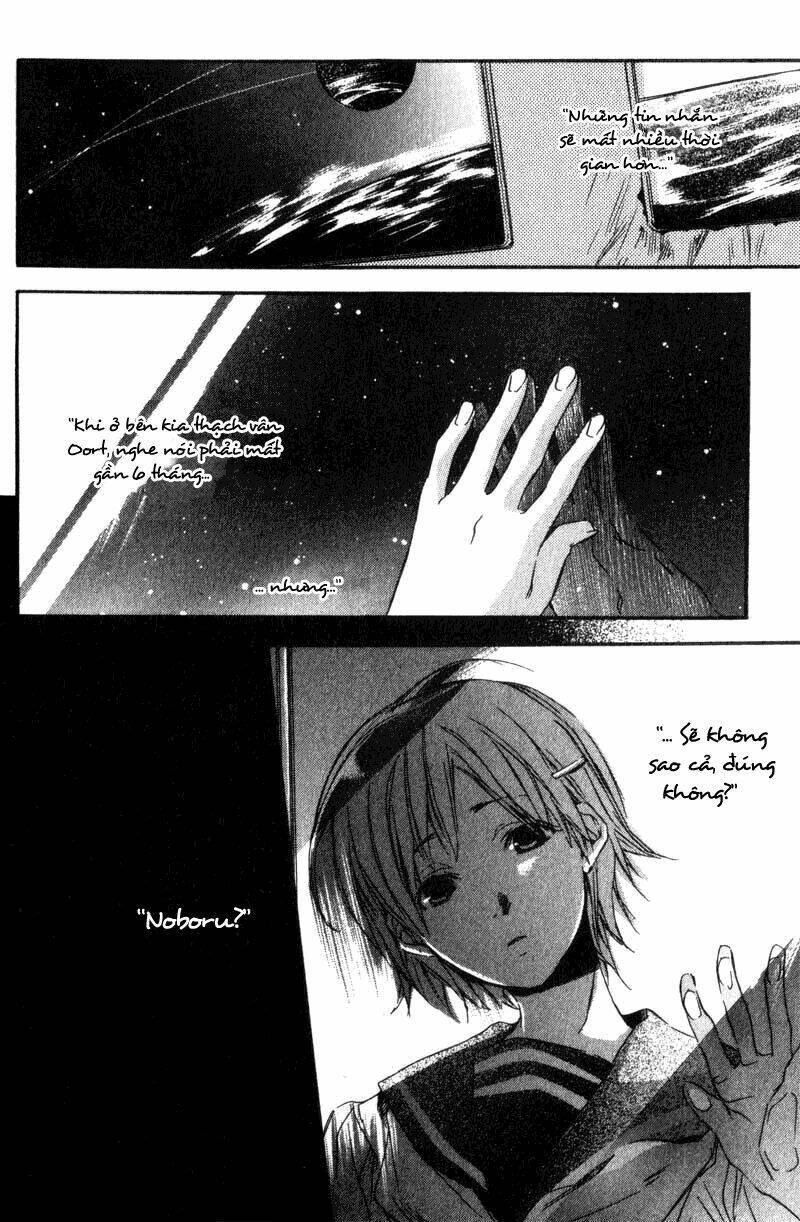 "Những tin nhắn
sẽ mất nhiều thời
gian hơn..."
"Khi ở bên kia thạch vân
Oort, nghe nói phải mất
gần 6 tháng...
... nhưng..."
"... Sẽ không
sao cả, đúng
không?"
"Noboru?"